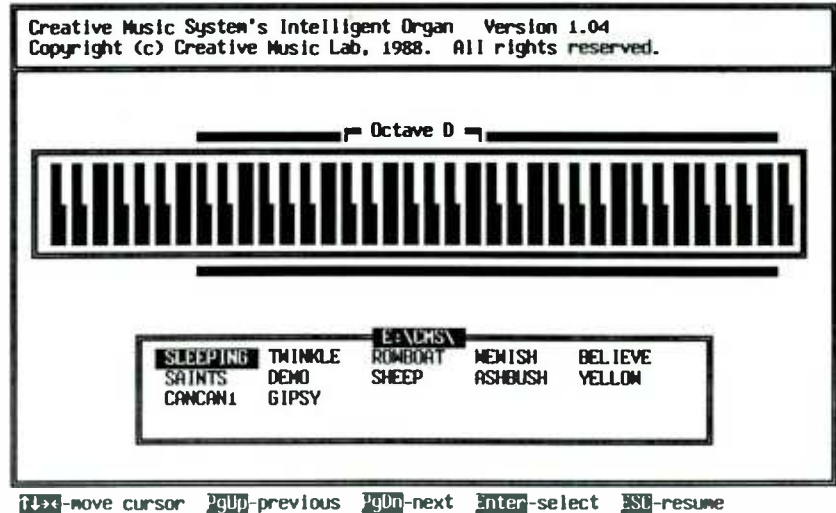 Creative Music System's Intelligent Organ Version 1.04
Copyright (c) Creative Music Lab, 1988. All rights reserved.
Octave D
E:\CMS\
SLEEPING TWINKLE ROWBOAT WEWISH BELIEVE
SAINTS DEMO SHEEP ASHBUSH YELLOW
CANCAN1 GIPSY
↑↓→←-move cursor PgUp-previous PgDn-next Enter-select ESC-resume